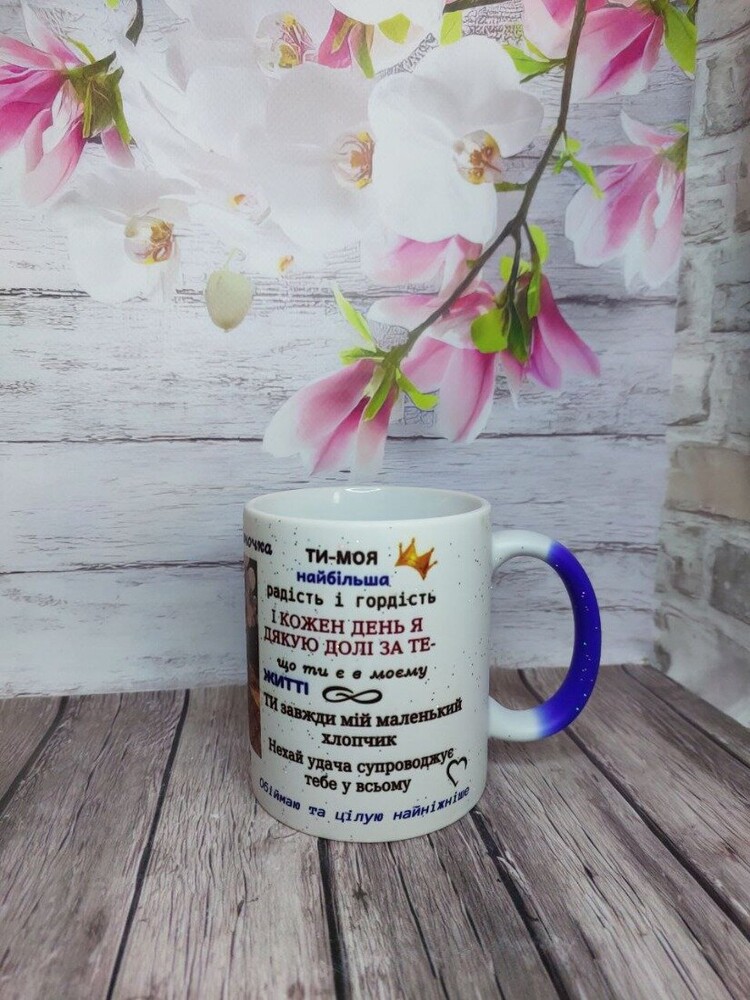 ТИ-МОЯ
найбільша
радість і гордість
І КОЖЕН ДЕНЬ Я
ДЯКУЮ ДОЛІ ЗА ТЕ-
що ти є в моєму
ЖИТТІ
ТИ завжди мій маленький
хлопчик
Нехай удача супроводжує
тебе у всьому
Обіймаю та цілую найніжніше